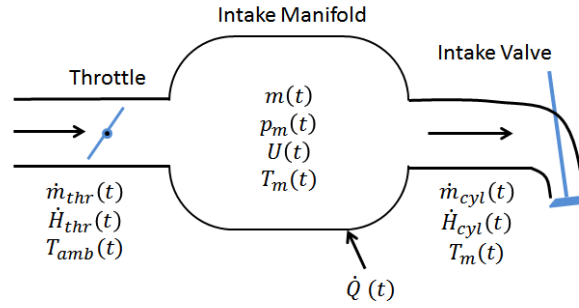 Intake Manifold
Intake Valve
Throttle
m(t)
p_m(t)
U(t)
T_m(t)
ṁ_thr(t)
Ḣ_thr(t)
T_amb(t)
ṁ_cyl(t)
Ḣ_cyl(t)
T_m(t)
Q̇ (t)